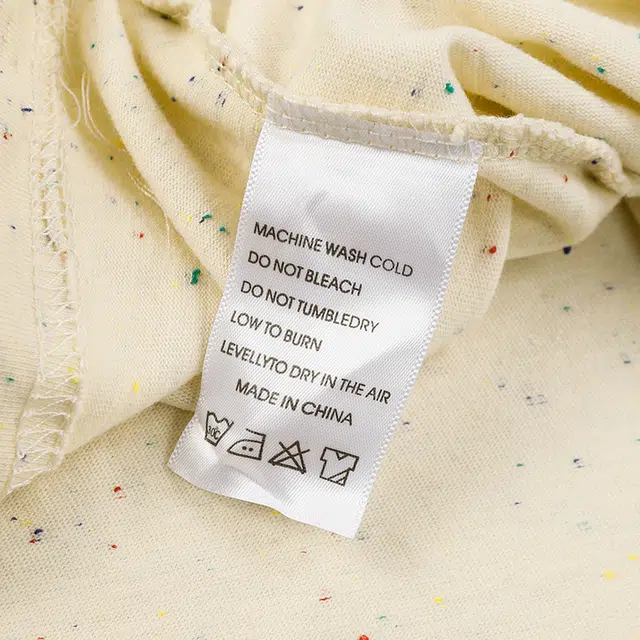 MACHINE WASH COLD
DO NOT BLEACH
DO NOT TUMBLEDRY
LOW TO BURN
LEVELLYTO DRY IN THE AIR
MADE IN CHINA
30C